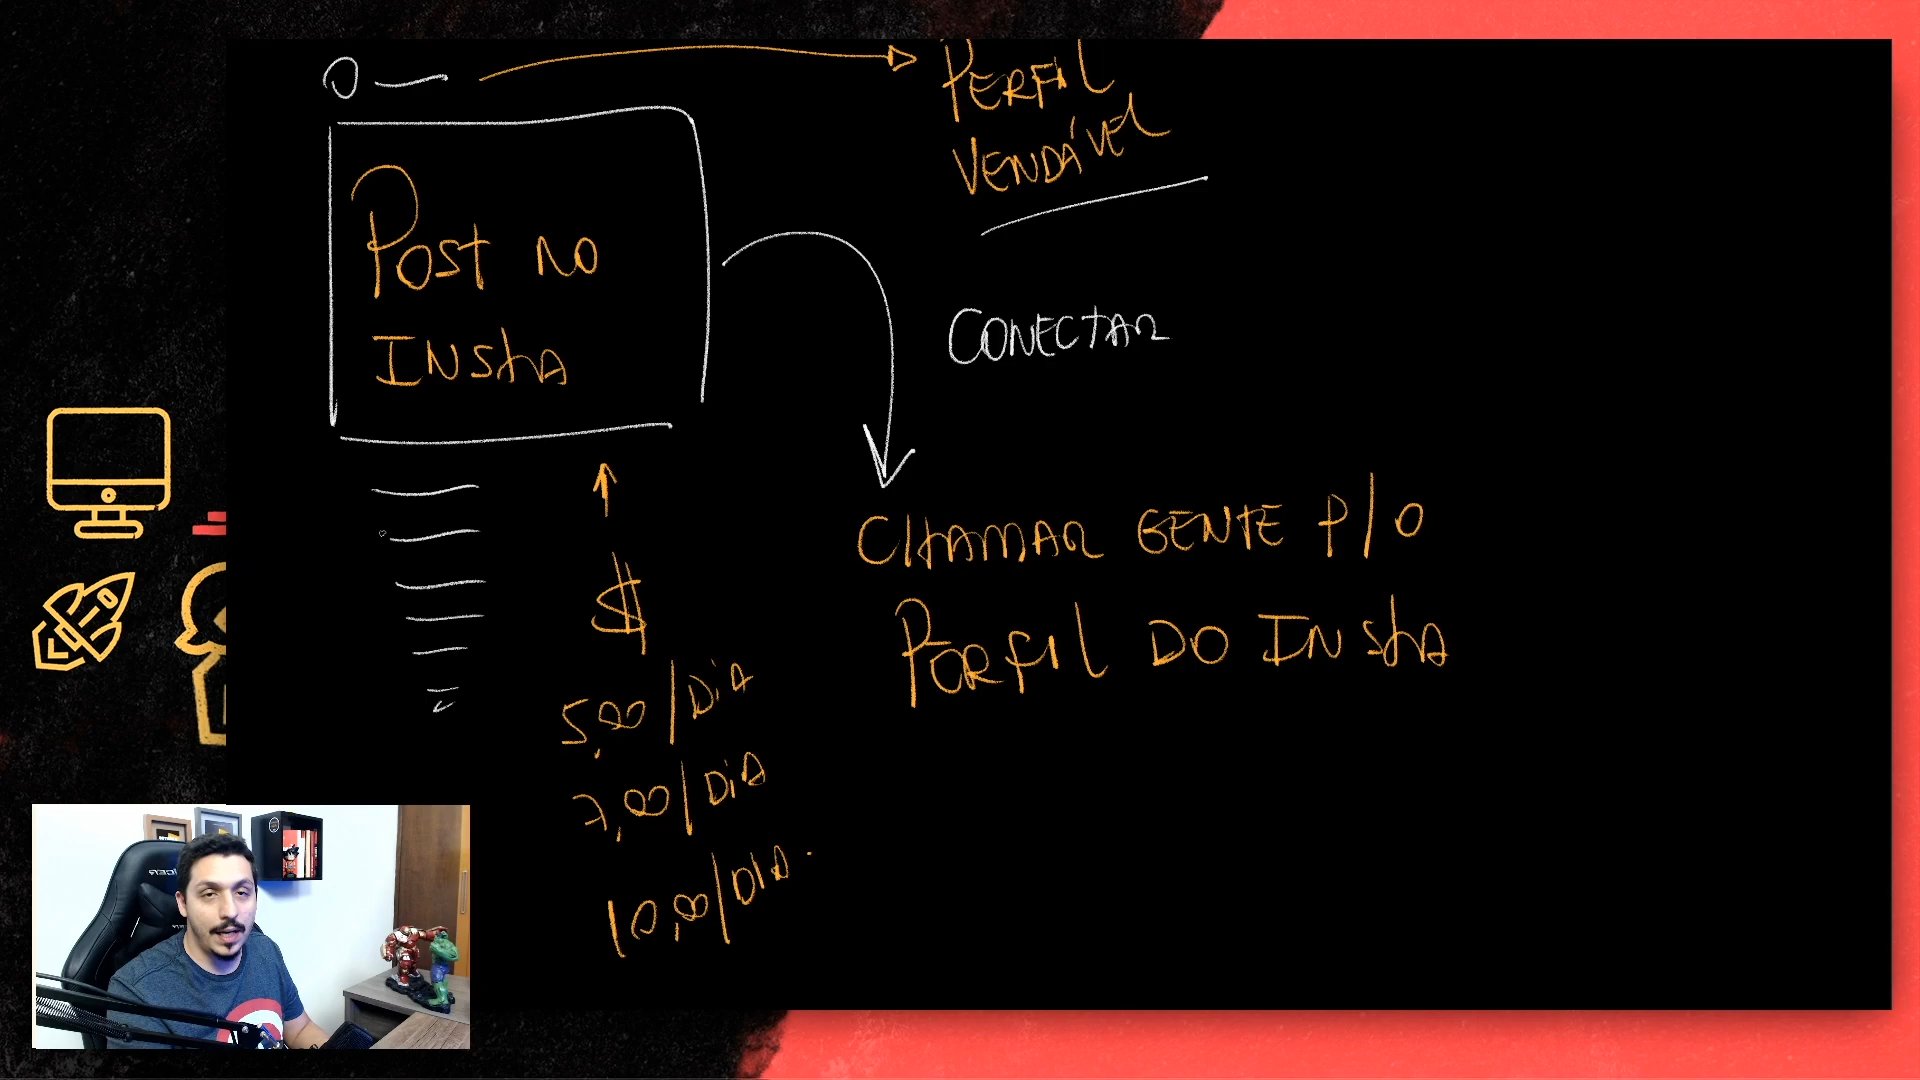 PERFIL
VENDÁVEL
POST NO
INSTA
CONECTAR
CHAMAR GENTE P/O
PERFIL DO INSTA
$
5,00/DIA
7,00/DIA
10,00/DIA